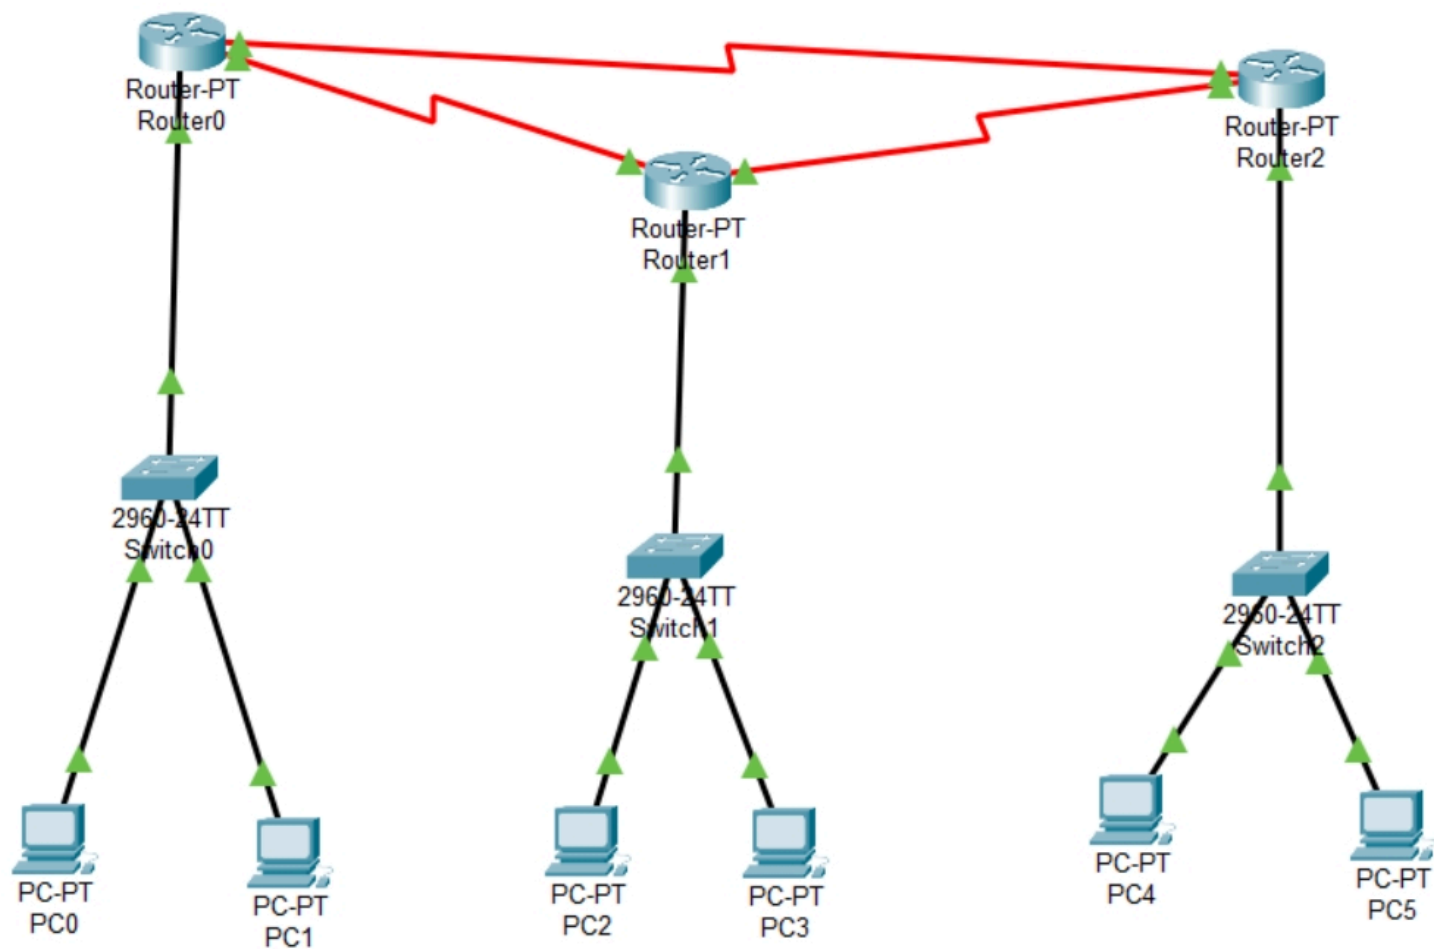 Router-PT
Router0
Router-PT
Router1
Router-PT
Router2
2960-24TT
Switch0
2960-24TT
Switch1
2960-24TT
Switch2
PC-PT
PC0
PC-PT
PC1
PC-PT
PC2
PC-PT
PC3
PC-PT
PC4
PC-PT
PC5